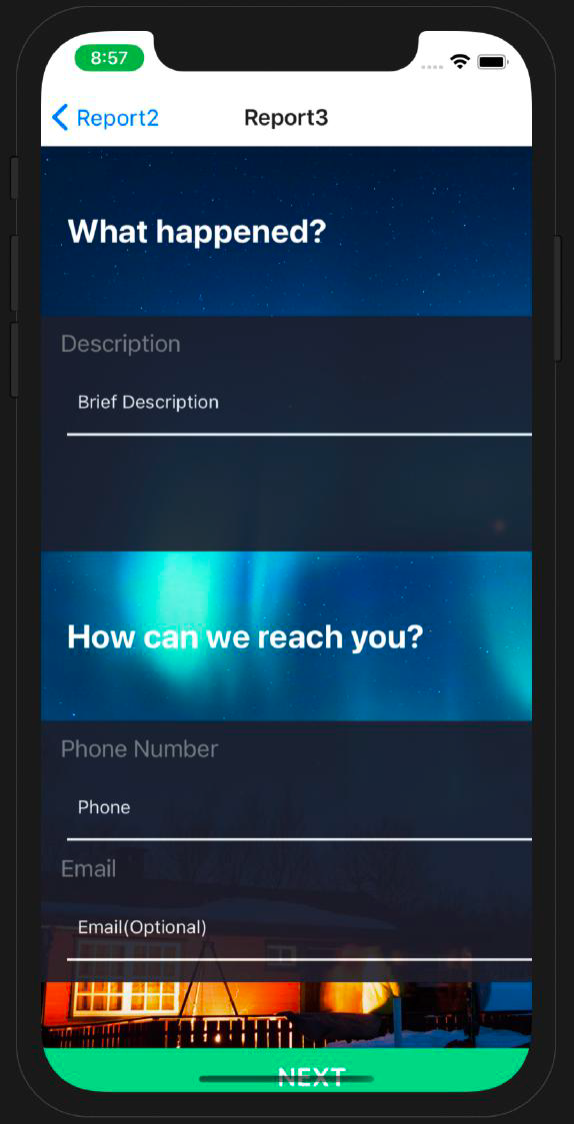 8:57
Report2
Report3
What happened?
Description
Brief Description
How can we reach you?
Phone Number
Phone
Email
Email(Optional)
NEXT